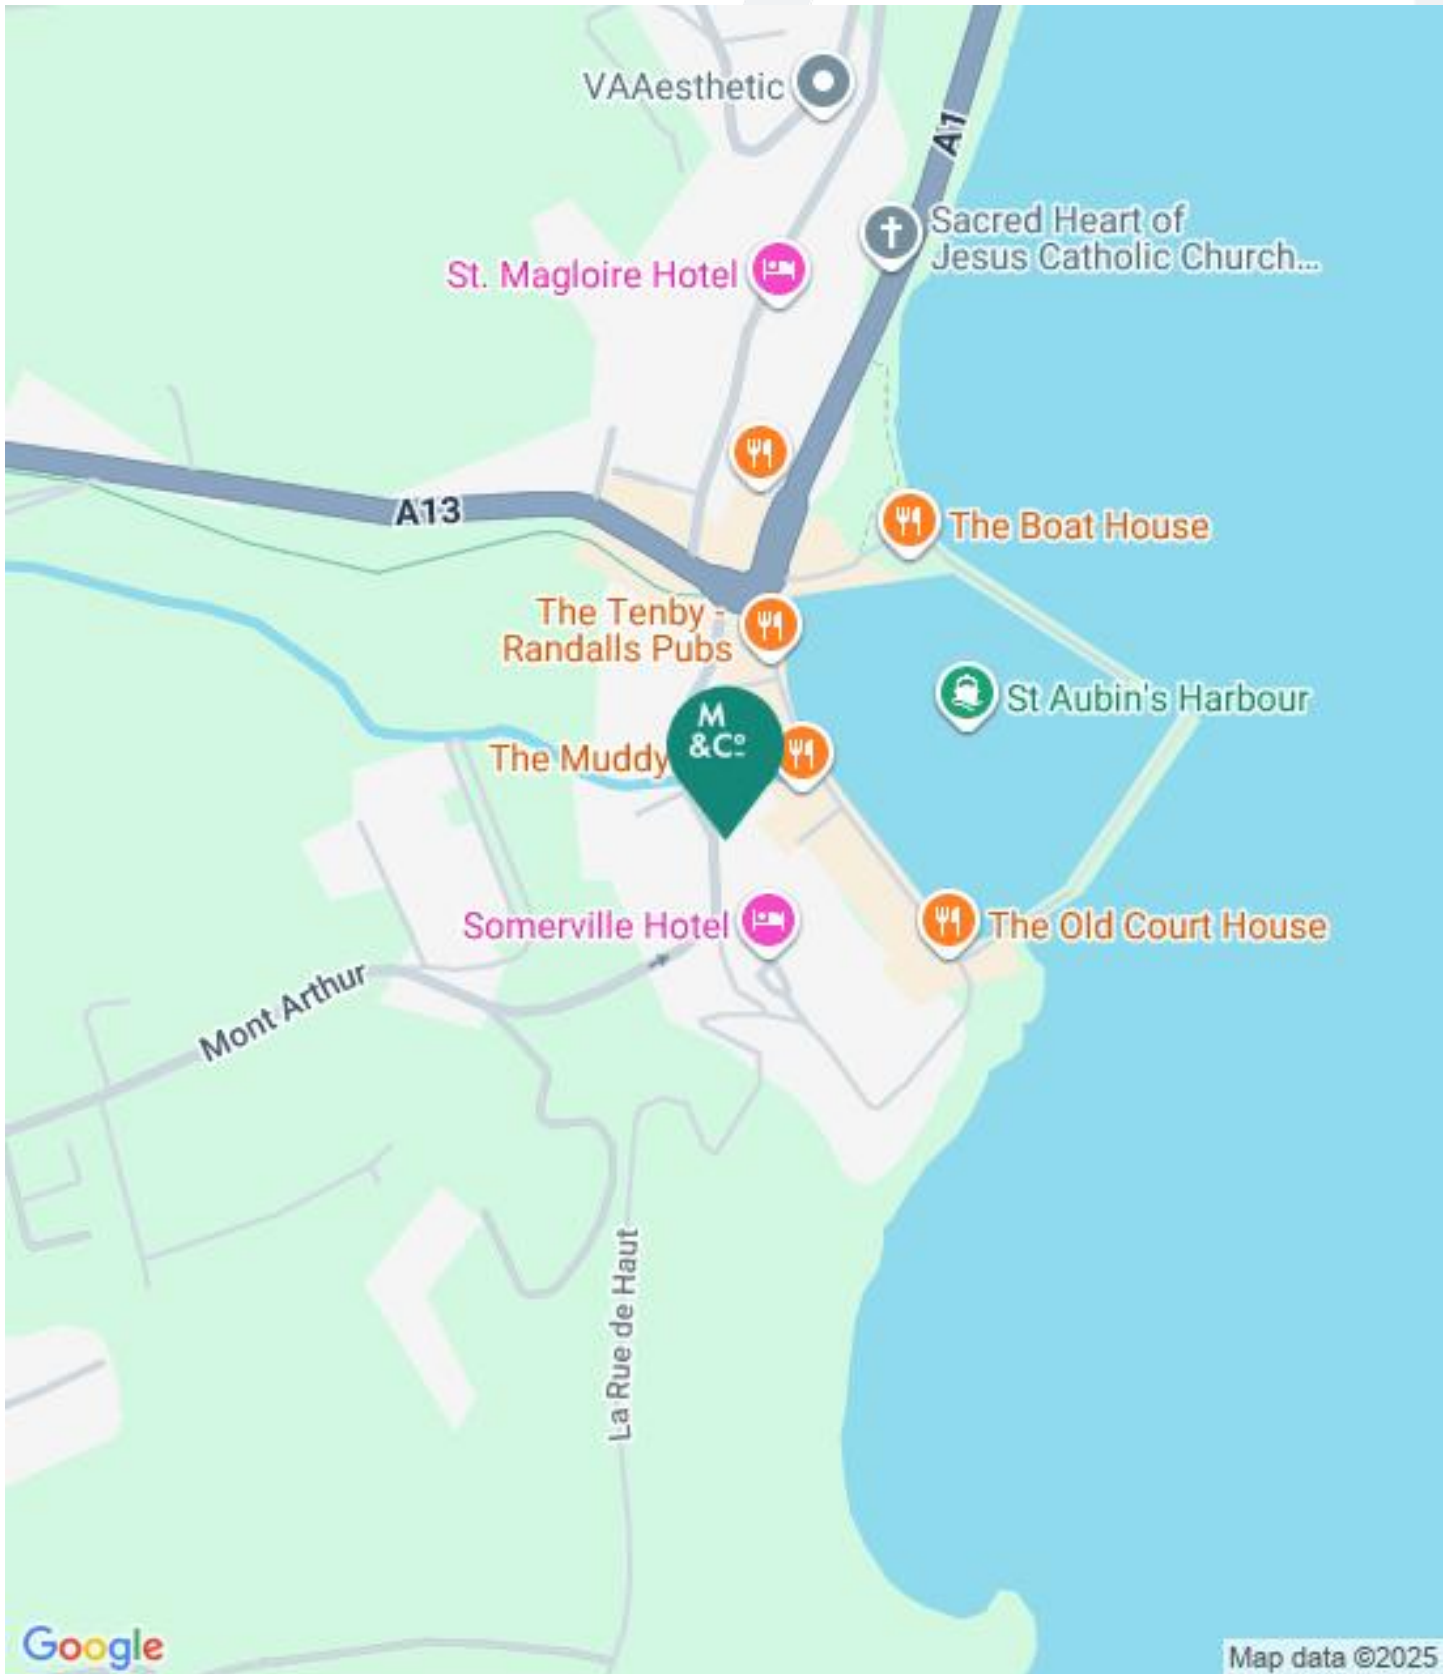 VAAesthetic
A1
Sacred Heart of
Jesus Catholic Church...
St. Magloire Hotel
A13
The Boat House
The Tenby -
Randalls Pubs
St Aubin's Harbour
M
&Co
The Muddy
Somerville Hotel
The Old Court House
Mont Arthur
La Rue de Haut
Google
Map data ©2025